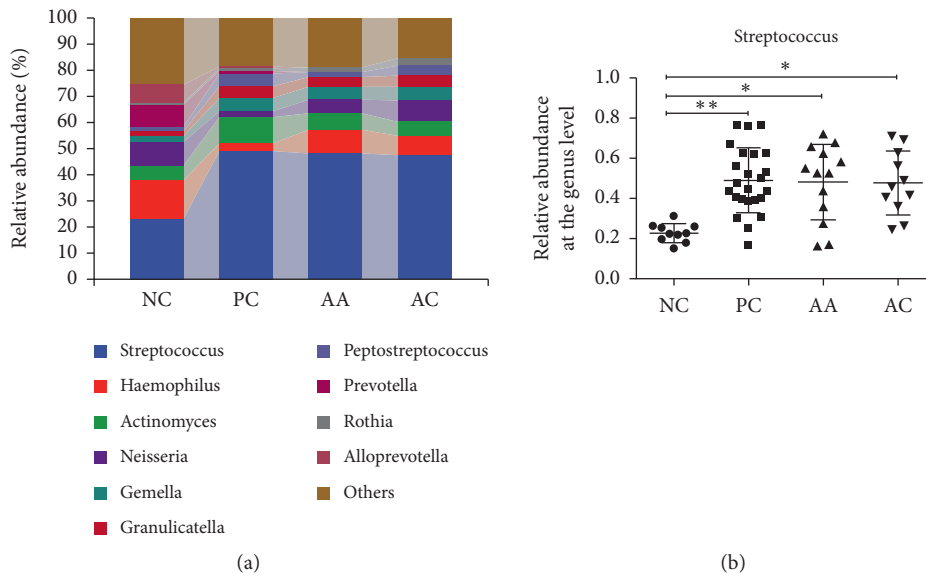 100
90
80
70
60
50
40
30
20
10
0
Relative abundance (%)
NC PC AA AC
Streptococcus
Haemophilus
Actinomyces
Neisseria
Gemella
Granulicatella
Peptostreptococcus
Prevotella
Rothia
Alloprevotella
Others
(a)
Streptococcus
1.0
0.8
0.6
0.4
0.2
0.0
Relative abundance
at the genus level
*
*
**
NC PC AA AC
(b)